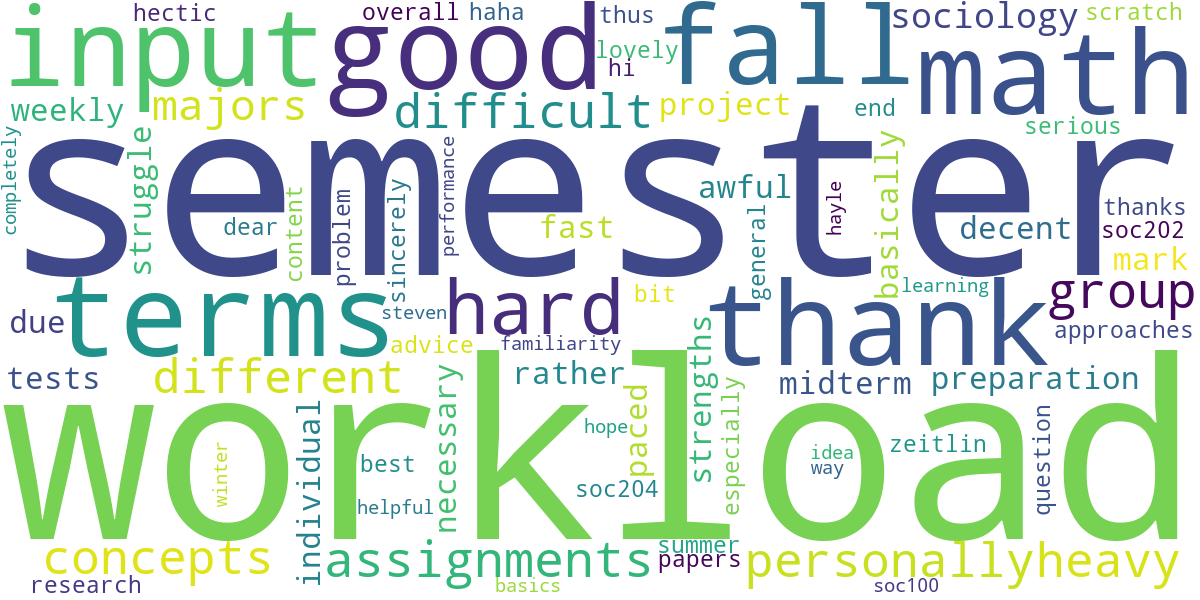 hectic
overall
haha
thus
sociology
scratch
input
good
lovely
hi
fall
math
weekly
majors
difficult
project
end
serious
completely
struggle
semester
performance
awful
hayle
basically
dear
content
problem
sincerely
fast
general
decent
thanks
soc202
mark
terms
steven
hard
bit
thank
learning
group
due
advice
familiarity
approaches
tests
different
rather
strengths
midterm
preparation
workload
individual
necessary
paced
especially
hope
winter
best
helpful
soc204
idea
way
zeitlin
question
concepts
assignments
summer
papers
personally
heavy
research
basics
soc100